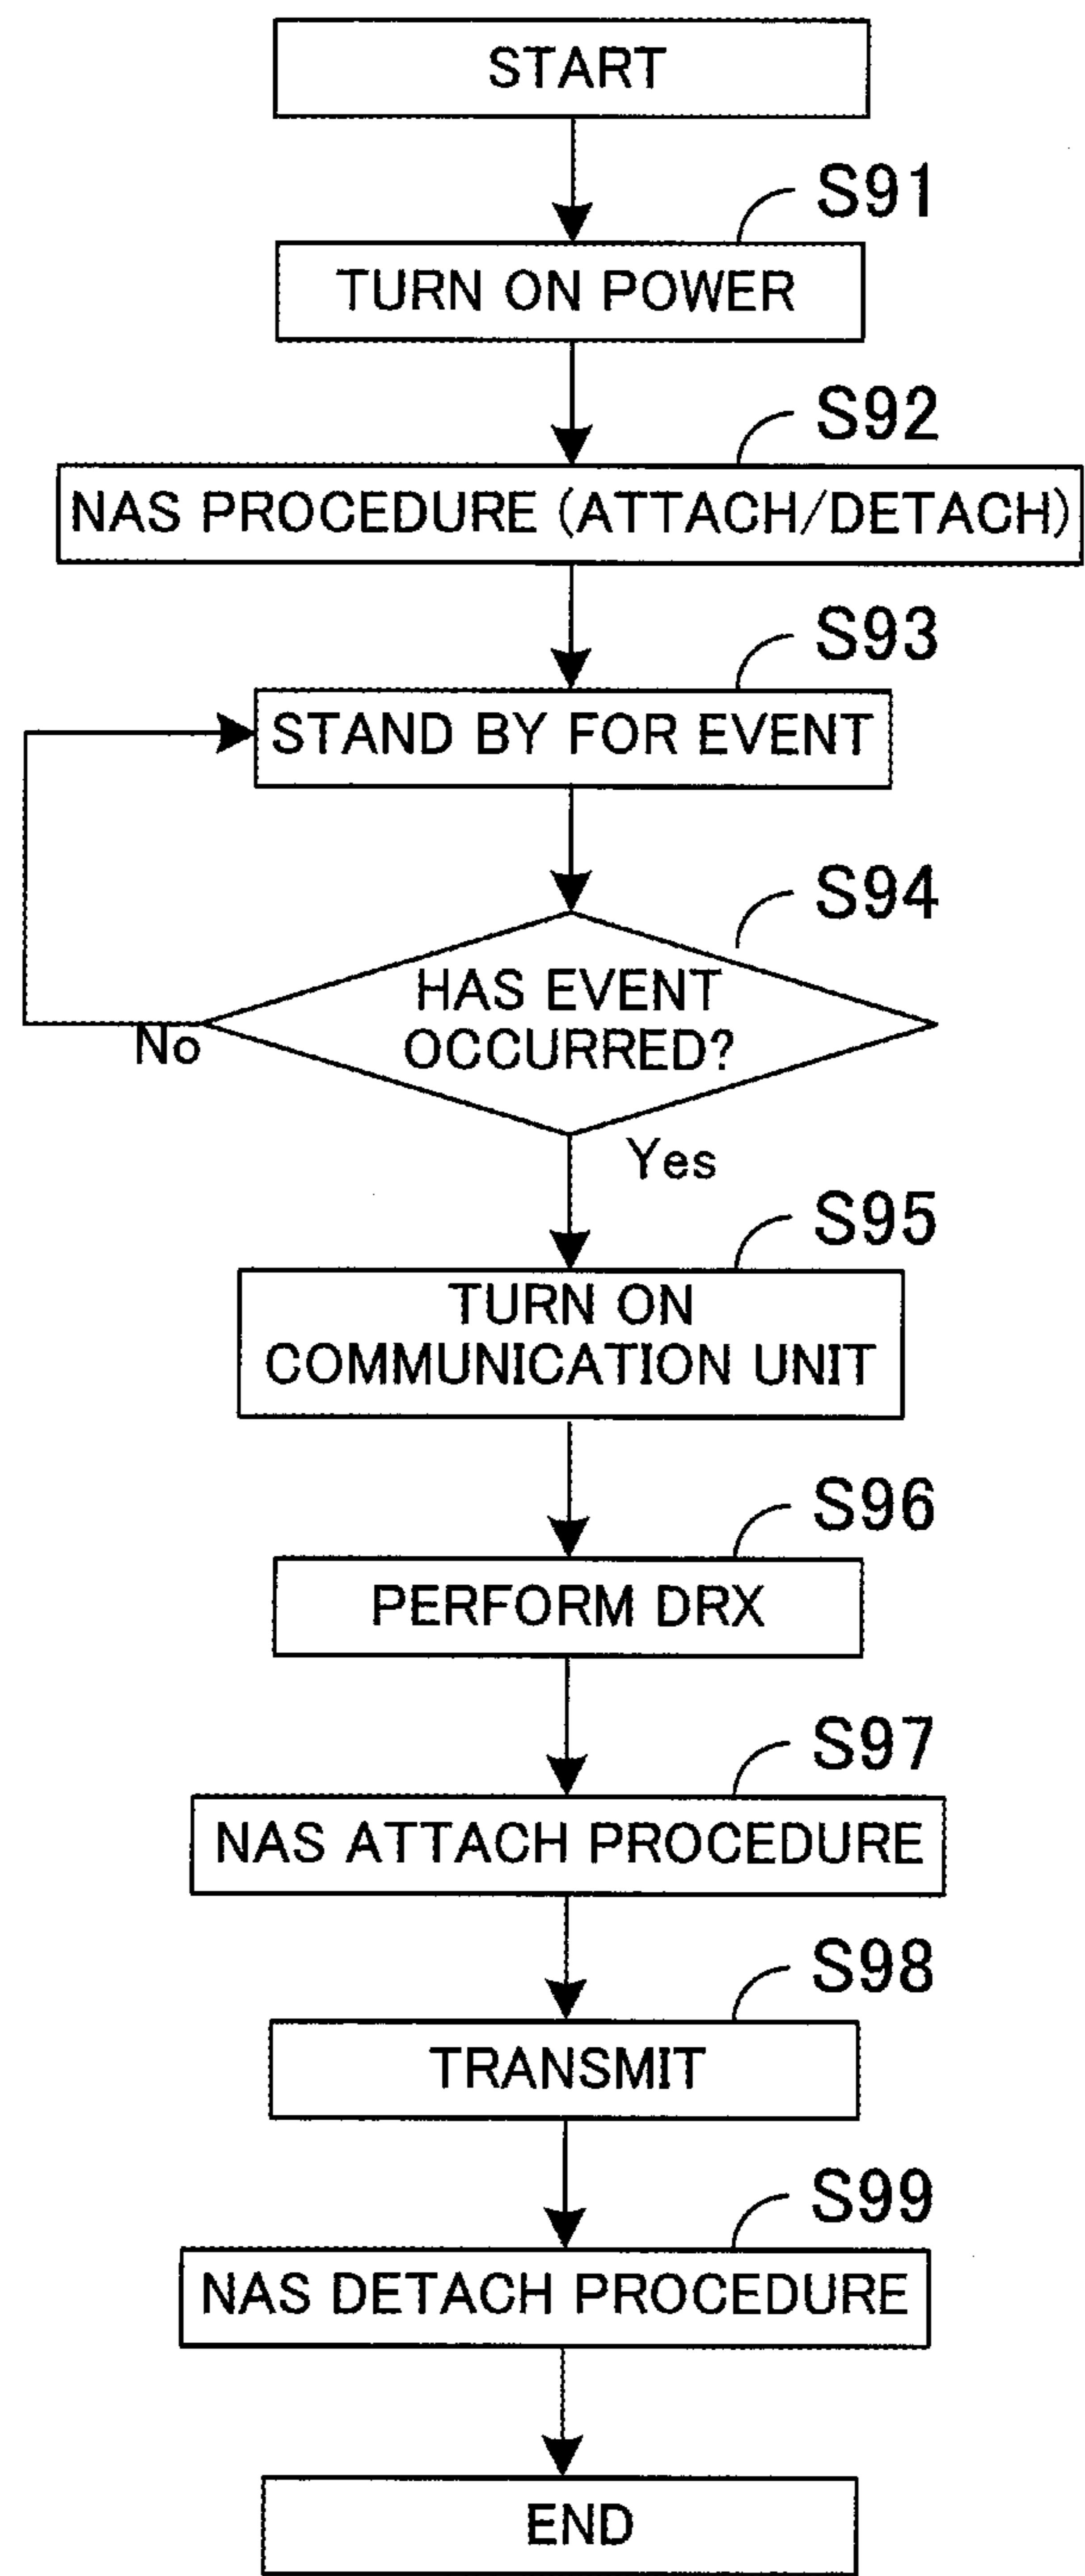 START
S91
TURN ON POWER
S92
NAS PROCEDURE (ATTACH/DETACH)
S93
STAND BY FOR EVENT
S94
HAS EVENT
OCCURRED?
No
Yes
S95
TURN ON
COMMUNICATION UNIT
S96
PERFORM DRX
S97
NAS ATTACH PROCEDURE
S98
TRANSMIT
S99
NAS DETACH PROCEDURE
END